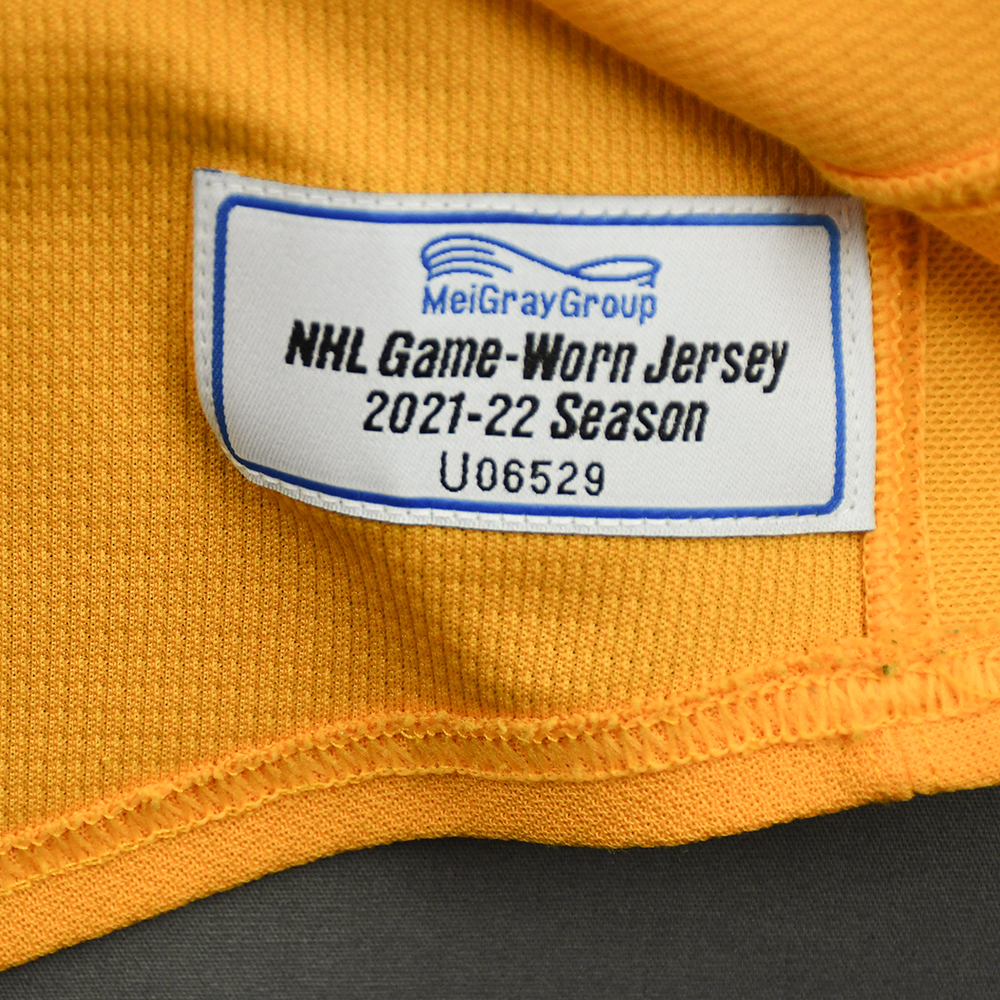 MeiGrayGroup
NHL Game-Worn Jersey
2021-22 Season
U06529